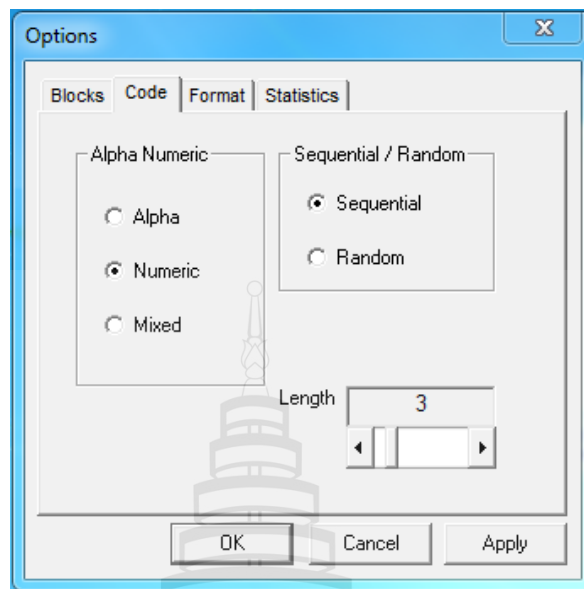 Options
Blocks Code Format Statistics
Alpha Numeric
Alpha
Numeric
Mixed
Sequential / Random
Sequential
Random
Length 3
OK Cancel Apply